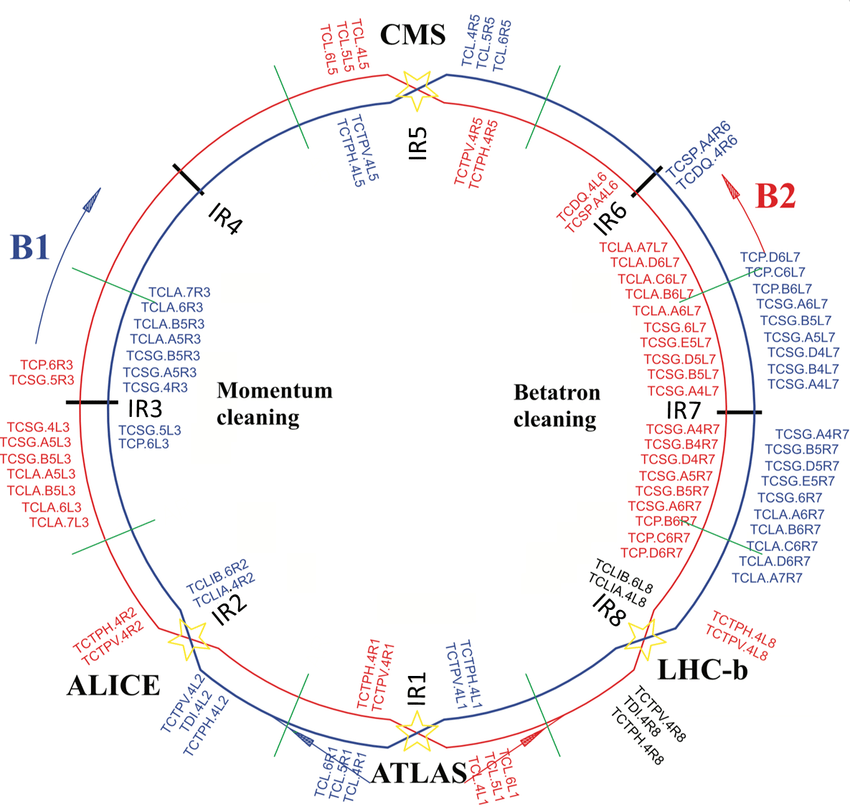 CMS
TCL.4L5
TCL.5L5
TCL.6L5
TCL.4R5
TCL.5R5
TCL.6R5
TCTPV.4L5
TCTPH.4L5
IR5
TCTPV.4R5
TCTPH.4R5
TCSP.A4R6
TCDQ.4R6
TCDQ.4L6
TCSP.A4L6
IR6
IR4
B1
B2
TCLA.A7L7
TCLA.D6L7
TCLA.C6L7
TCLA.B6L7
TCLA.A6L7
TCSG.6L7
TCSG.E5L7
TCSG.D5L7
TCSG.B5L7
TCSG.A4L7
TCP.D6L7
TCP.C6L7
TCP.B6L7
TCSG.A6L7
TCSG.B5L7
TCSG.A5L7
TCSG.D4L7
TCSG.B4L7
TCSG.A4L7
TCLA.7R3
TCLA.6R3
TCLA.B5R3
TCLA.A5R3
TCSG.B5R3
TCSG.A5R3
TCSG.4R3
TCP.6R3
TCSG.5R3
IR3
Momentum
cleaning
Betatron
cleaning
IR7
TCSG.5L3
TCP.6L3
TCSG.4L3
TCSG.A5L3
TCSG.B5L3
TCLA.A5L3
TCLA.B5L3
TCLA.6L3
TCLA.7L3
TCSG.A4R7
TCSG.B4R7
TCSG.D4R7
TCSG.A5R7
TCSG.B5R7
TCSG.A6R7
TCP.B6R7
TCP.C6R7
TCP.D6R7
TCSG.A4R7
TCSG.B5R7
TCSG.D5R7
TCSG.E5R7
TCSG.6R7
TCLA.A6R7
TCLA.B6R7
TCLA.C6R7
TCLA.D6R7
TCLA.A7R7
TCLIB.6R2
TCLIA.4R2
IR2
TCLIB.6L8
TCLIA.4L8
IR8
TCTPH.4R2
TCTPV.4R2
ALICE
TCTPH.4L8
TCTPV.4L8
LHC-b
TCTPV.4L2
TDI.4L2
TCTPH.4L2
TCTPH.4R1
TCTPV.4R1
IR1
TCTPH.4L1
TCTPV.4L1
TCTPV.4R8
TDI.4R8
TCTPH.4R8
TCL.6R1
TCL.5R1
TCL.4R1
ATLAS
TCL.6L1
TCL.5L1
TCL.4L1